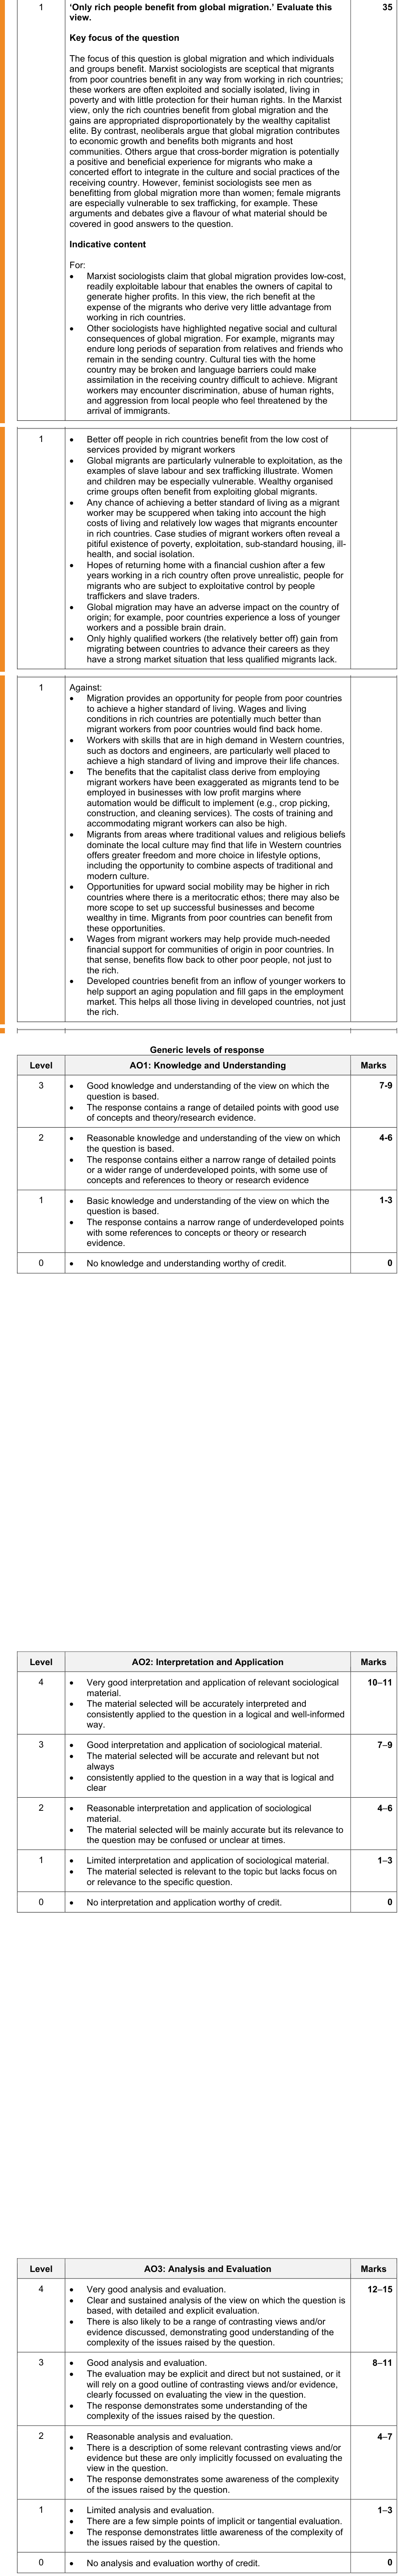 1
'Only rich people benefit from global migration.' Evaluate this
view.
35
Key focus of the question
The focus of this question is global migration and which individuals
and groups benefit. Marxist sociologists are sceptical that migrants
from poor countries benefit in any way from working in rich countries;
these workers are often exploited and socially isolated, living in
poverty and with little protection for their human rights. In the Marxist
view, only the rich countries benefit from global migration and the
gains are appropriated disproportionately by the wealthy capitalist
elite. By contrast, neoliberals argue that global migration contributes
to economic growth and benefits both migrants and host
communities. Others argue that cross-border migration is potentially
a positive and beneficial experience for migrants who make a
concerted effort to integrate in the culture and social practices of the
receiving country. However, feminist sociologists see men as
benefitting from global migration more than women; female migrants
are especially vulnerable to sex trafficking, for example. These
arguments and debates give a flavour of what material should be
covered in good answers to the question.
Indicative content
For:
• Marxist sociologists claim that global migration provides low-cost,
readily exploitable labour that enables the owners of capital to
generate higher profits. In this view, the rich benefit at the
expense of the migrants who derive very little advantage from
working in rich countries.
• Other sociologists have highlighted negative social and cultural
consequences of global migration. For example, migrants may
endure long periods of separation from relatives and friends who
remain in the sending country. Cultural ties with the home
country may be broken and language barriers could make
assimilation in the receiving country difficult to achieve. Migrant
workers may encounter discrimination, abuse of human rights,
and aggression from local people who feel threatened by the
arrival of immigrants.
1
• Better off people in rich countries benefit from the low cost of
services provided by migrant workers
• Global migrants are particularly vulnerable to exploitation, as the
examples of slave labour and sex trafficking illustrate. Women
and children may be especially vulnerable. Wealthy organised
crime groups often benefit from exploiting global migrants.
• Any chance of achieving a better standard of living as a migrant
worker may be scuppered when taking into account the high
costs of living and relatively low wages that migrants encounter
in rich countries. Case studies of migrant workers often reveal a
pitiful existence of poverty, exploitation, sub-standard housing, ill-
health, and social isolation.
• Hopes of returning home with a financial cushion after a few
years working in a rich country often prove unrealistic, people for
migrants who are subject to exploitative control by people
traffickers and slave traders.
• Global migration may have an adverse impact on the country of
origin; for example, poor countries experience a loss of younger
workers and a possible brain drain.
• Only highly qualified workers (the relatively better off) gain from
migrating between countries to advance their careers as they
have a strong market situation that less qualified migrants lack.
1
Against:
• Migration provides an opportunity for people from poor countries
to achieve a higher standard of living. Wages and living
conditions in rich countries are potentially much better than
migrant workers from poor countries would find back home.
• Workers with skills that are in high demand in Western countries,
such as doctors and engineers, are particularly well placed to
achieve a high standard of living and improve their life chances.
• The benefits that the capitalist class derive from employing
migrant workers have been exaggerated as migrants tend to be
employed in businesses with low profit margins where
automation would be difficult to implement (e.g., crop picking,
construction, and cleaning services). The costs of training and
accommodating migrant workers can also be high.
• Migrants from areas where traditional values and religious beliefs
dominate the local culture may find that life in Western countries
offers greater freedom and more choice in lifestyle options,
including the opportunity to combine aspects of traditional and
modern culture.
• Opportunities for upward social mobility may be higher in rich
countries where there is a meritocratic ethos; there may also be
more scope to set up successful businesses and become
wealthy in time. Migrants from poor countries can benefit from
these opportunities.
• Wages from migrant workers may help provide much-needed
financial support for communities of origin in poor countries. In
that sense, benefits flow back to other poor people, not just to
the rich.
• Developed countries benefit from an inflow of younger workers to
help support an aging population and fill gaps in the employment
market. This helps all those living in developed countries, not just
the rich.
Generic levels of response
Level AO1: Knowledge and Understanding Marks
3 • Good knowledge and understanding of the view on which the 7-9
question is based.
• The response contains a range of detailed points with good use
of concepts and theory/research evidence.
2 • Reasonable knowledge and understanding of the view on which 4-6
the question is based.
• The response contains either a narrow range of detailed points
or a wider range of underdeveloped points, with some use of
concepts and references to theory or research evidence
1 • Basic knowledge and understanding of the view on which the 1-3
question is based.
• The response contains a narrow range of underdeveloped points
with some references to concepts or theory or research
evidence.
0 • No knowledge and understanding worthy of credit. 0
Level AO2: Interpretation and Application Marks
4 • Very good interpretation and application of relevant sociological 10–11
material.
• The material selected will be accurately interpreted and
consistently applied to the question in a logical and well-informed
way.
3 • Good interpretation and application of sociological material. 7–9
• The material selected will be accurate and relevant but not
always
• consistently applied to the question in a way that is logical and
clear
2 • Reasonable interpretation and application of sociological 4–6
material.
• The material selected will be mainly accurate but its relevance to
the question may be confused or unclear at times.
1 • Limited interpretation and application of sociological material. 1–3
• The material selected is relevant to the topic but lacks focus on
or relevance to the specific question.
0 • No interpretation and application worthy of credit. 0
Level AO3: Analysis and Evaluation Marks
4 • Very good analysis and evaluation. 12–15
• Clear and sustained analysis of the view on which the question is
based, with detailed and explicit evaluation.
• There is also likely to be a range of contrasting views and/or
evidence discussed, demonstrating good understanding of the
complexity of the issues raised by the question.
3 • Good analysis and evaluation. 8–11
• The evaluation may be explicit and direct but not sustained, or it
will rely on a good outline of contrasting views and/or evidence,
clearly focussed on evaluating the view in the question.
• The response demonstrates some understanding of the
complexity of the issues raised by the question.
2 • Reasonable analysis and evaluation. 4–7
• There is a description of some relevant contrasting views and/or
evidence but these are only implicitly focussed on evaluating the
view in the question.
• The response demonstrates some awareness of the complexity
of the issues raised by the question.
1 • Limited analysis and evaluation. 1–3
• There are a few simple points of implicit or tangential evaluation.
• The response demonstrates little awareness of the complexity of
the issues raised by the question.
0 • No analysis and evaluation worthy of credit. 0